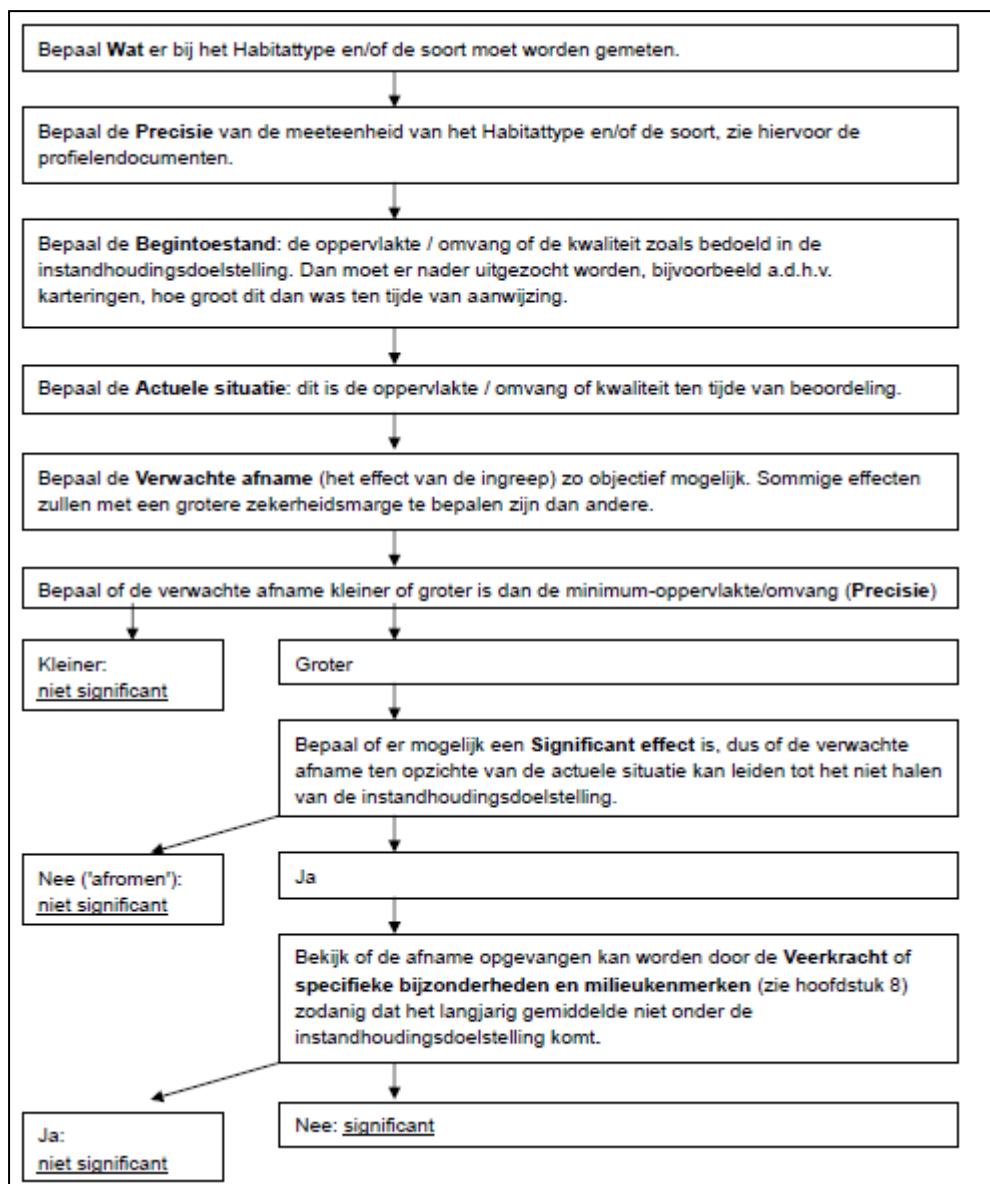 Bepaal Wat er bij het Habitattype en/of de soort moet worden gemeten.
Bepaal de Precisie van de meeteenheid van het Habitattype en/of de soort, zie hiervoor de
profielendocumenten.
Bepaal de Begintoestand: de oppervlakte / omvang of de kwaliteit zoals bedoeld in de
instandhoudingsdoelstelling. Dan moet er nader uitgezocht worden, bijvoorbeeld a.d.h.v.
karteringen, hoe groot dit dan was ten tijde van aanwijzing.
Bepaal de Actuele situatie: dit is de oppervlakte / omvang of kwaliteit ten tijde van beoordeling.
Bepaal de Verwachte afname (het effect van de ingreep) zo objectief mogelijk. Sommige effecten
zullen met een grotere zekerheidsmarge te bepalen zijn dan andere.
Bepaal of de verwachte afname kleiner of groter is dan de minimum-oppervlakte/omvang (Precisie)
Kleiner:
niet significant
Groter
Bepaal of er mogelijk een Significant effect is, dus of de verwachte
afname ten opzichte van de actuele situatie kan leiden tot het niet halen
van de instandhoudingsdoelstelling.
Nee ('afromen'):
niet significant
Ja
Bekijk of de afname opgevangen kan worden door de Veerkracht of
specifieke bijzonderheden en milieukenmerken (zie hoofdstuk 8)
zodanig dat het langjarig gemiddelde niet onder de
instandhoudingsdoelstelling komt.
Ja:
niet significant
Nee: significant